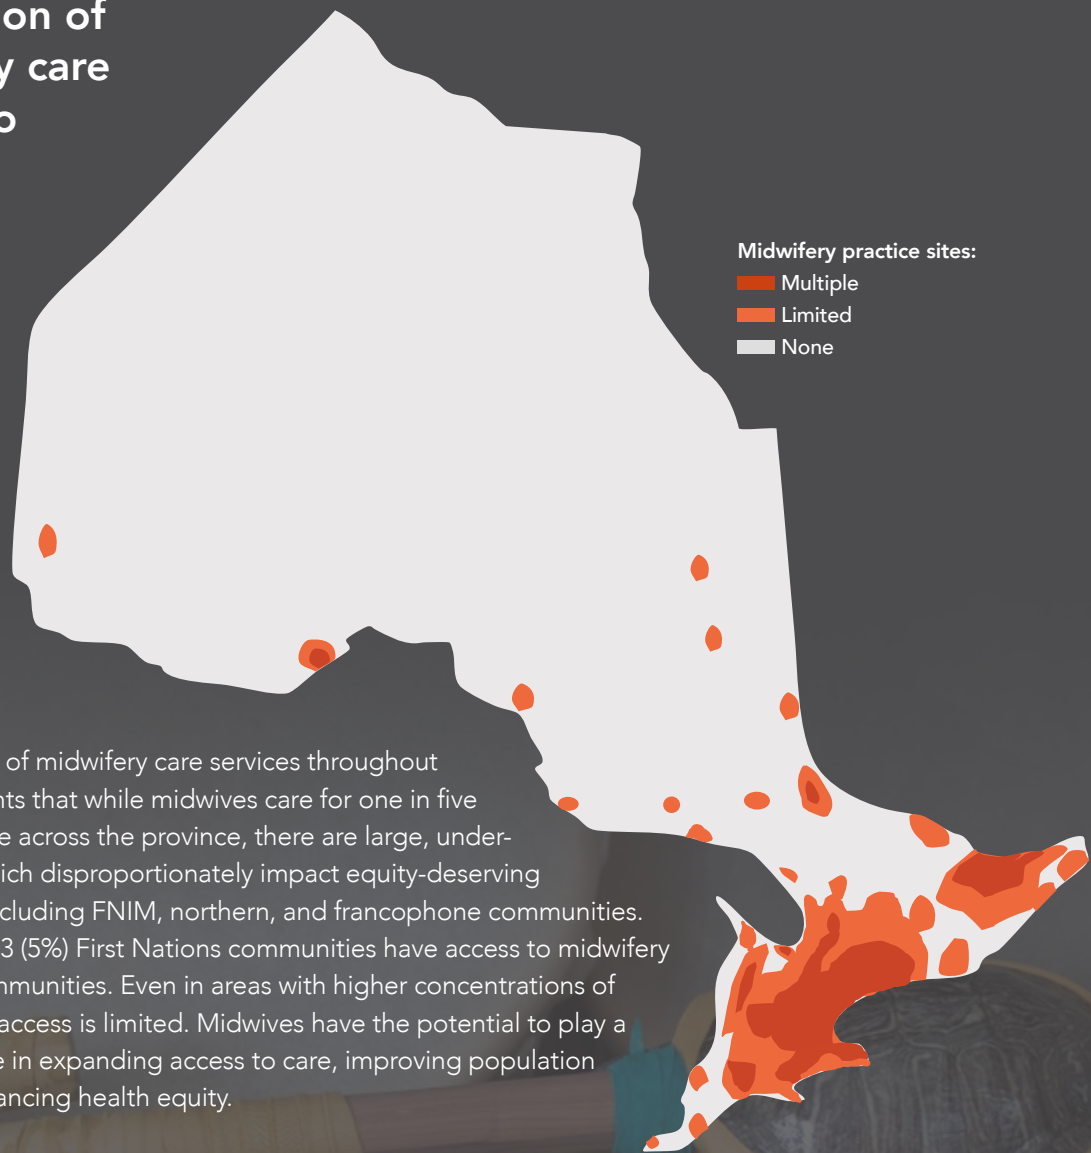 on of
y care
o
Midwifery practice sites:
Multiple
Limited
None
of midwifery care services throughout
nts that while midwives care for one in five
e across the province, there are large, under-
ich disproportionately impact equity-deserving
cluding FNIM, northern, and francophone communities.
3 (5%) First Nations communities have access to midwifery
mmunities. Even in areas with higher concentrations of
access is limited. Midwives have the potential to play a
e in expanding access to care, improving population
ancing health equity.